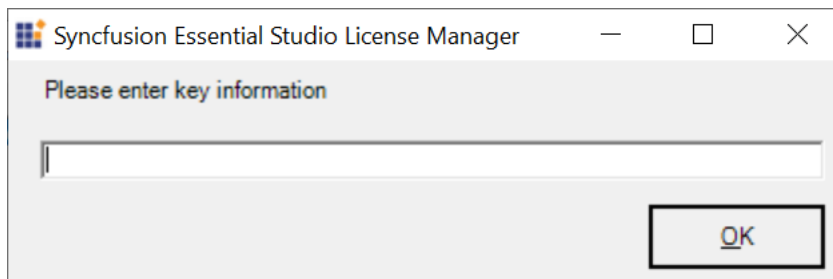 Syncfusion Essential Studio License Manager
Please enter key information
OK